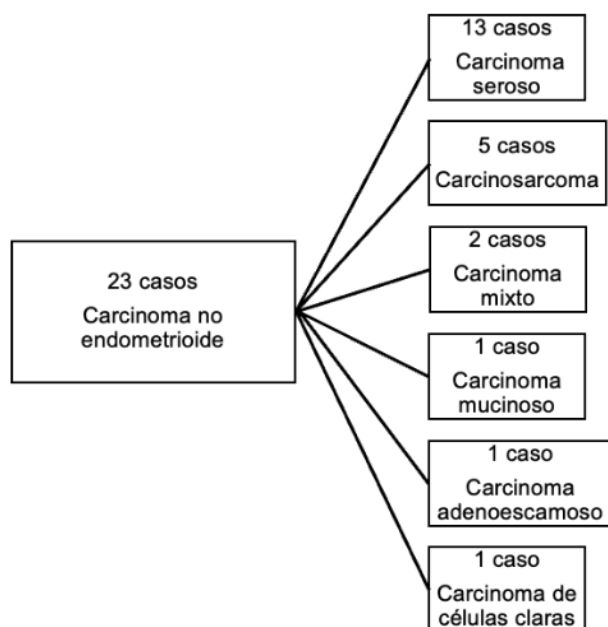 13 casos
Carcinoma
seroso
5 casos
Carcinosarcoma
2 casos
Carcinoma
mixto
23 casos
Carcinoma no
endometrioide
1 caso
Carcinoma
mucinoso
1 caso
Carcinoma
adenoescamoso
1 caso
Carcinoma de
células claras